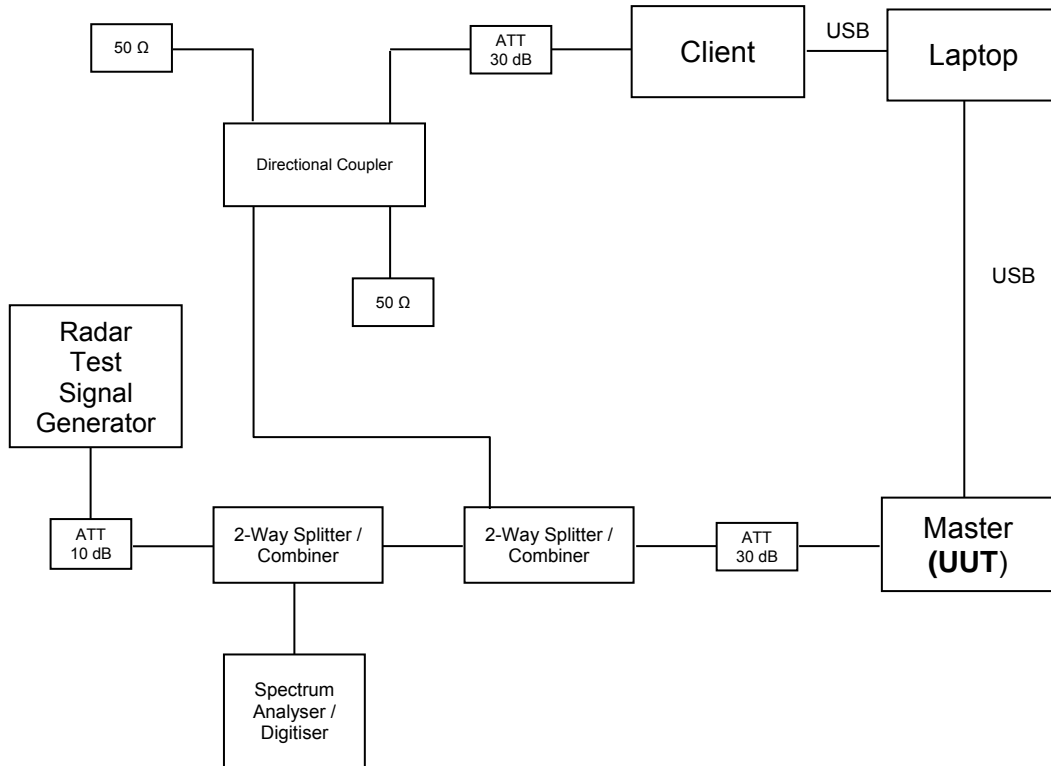 50 Ω
ATT
30 dB
Client
USB
Laptop
Directional Coupler
USB
50 Ω
Radar
Test
Signal
Generator
ATT
10 dB
2-Way Splitter /
Combiner
2-Way Splitter /
Combiner
ATT
30 dB
Master
(UUT)
Spectrum
Analyser /
Digitiser